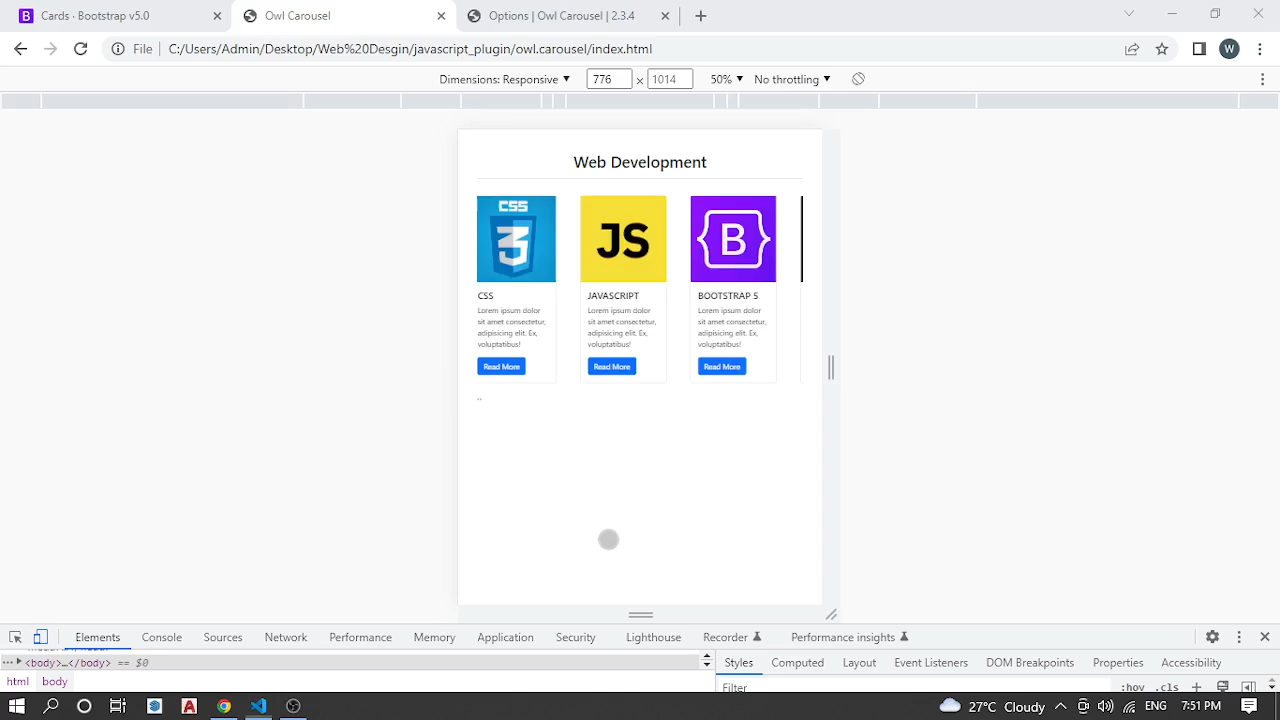 Cards · Bootstrap v5.0
Owl Carousel
Options | Owl Carousel | 2.3.4
File
C:/Users/Admin/Desktop/Web%20Desgin/javascript_plugin/owl.carousel/index.html
W
Dimensions: Responsive
776 × 1014
50%
No throttling
Web Development
CSS
3
JS
B
CSS
JAVASCRIPT
BOOTSTRAP 5
Lorem ipsum dolor
sit amet consectetur,
adipisicing elit. Ex,
voluptatibus!
Lorem ipsum dolor
sit amet consectetur,
adipisicing elit. Ex,
voluptatibus!
Lorem ipsum dolor
sit amet consectetur,
adipisicing elit. Ex,
voluptatibus!
Read More
Read More
Read More
Elements
Console
Sources
Network
Performance
Memory
Application
Security
Lighthouse
Recorder
Performance insights
<body>…</body> == $0
html
body
Styles
Computed
Layout
Event Listeners
DOM Breakpoints
Properties
Accessibility
Filter
:hov
.cls
27°C Cloudy
ENG
7:51 PM